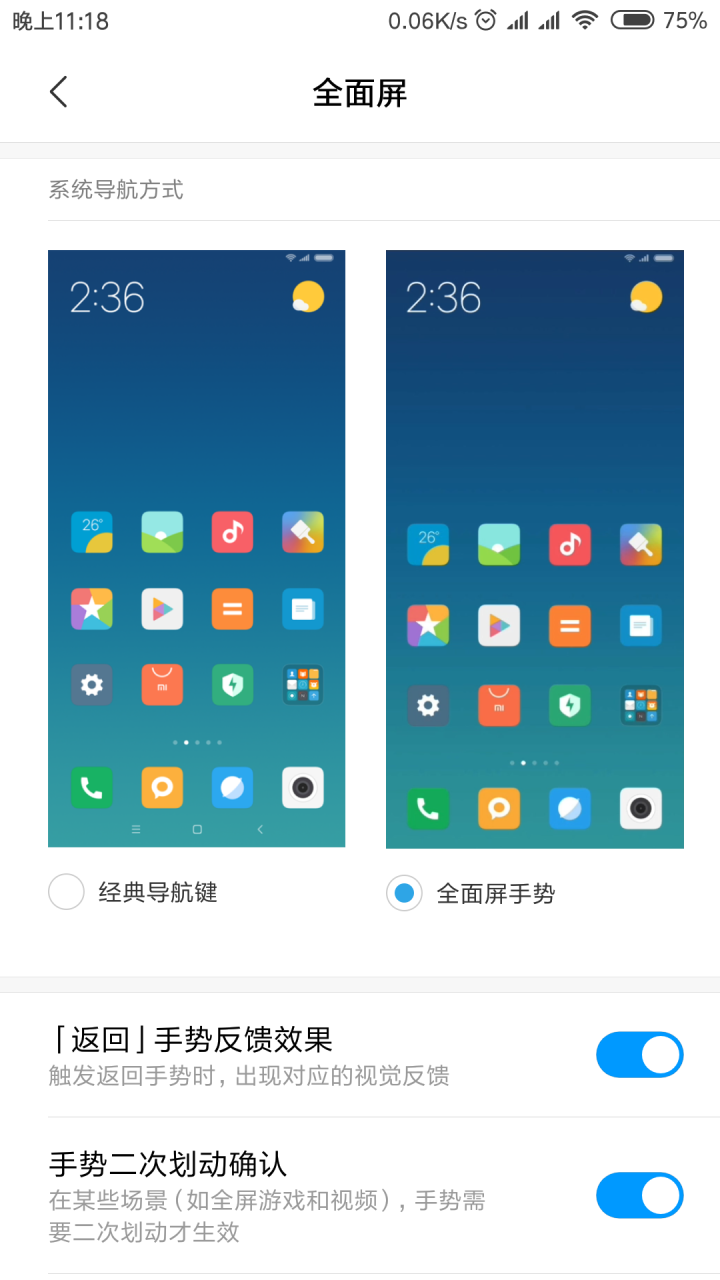 晚上11:18 0.06K/s 75%
全面屏
系统导航方式
2:36 2:36
26° 26°
mi mi
经典导航键 全面屏手势
「返回」手势反馈效果
触发返回手势时, 出现对应的视觉反馈
手势二次划动确认
在某些场景 (如全屏游戏和视频) , 手势需
要二次划动才生效